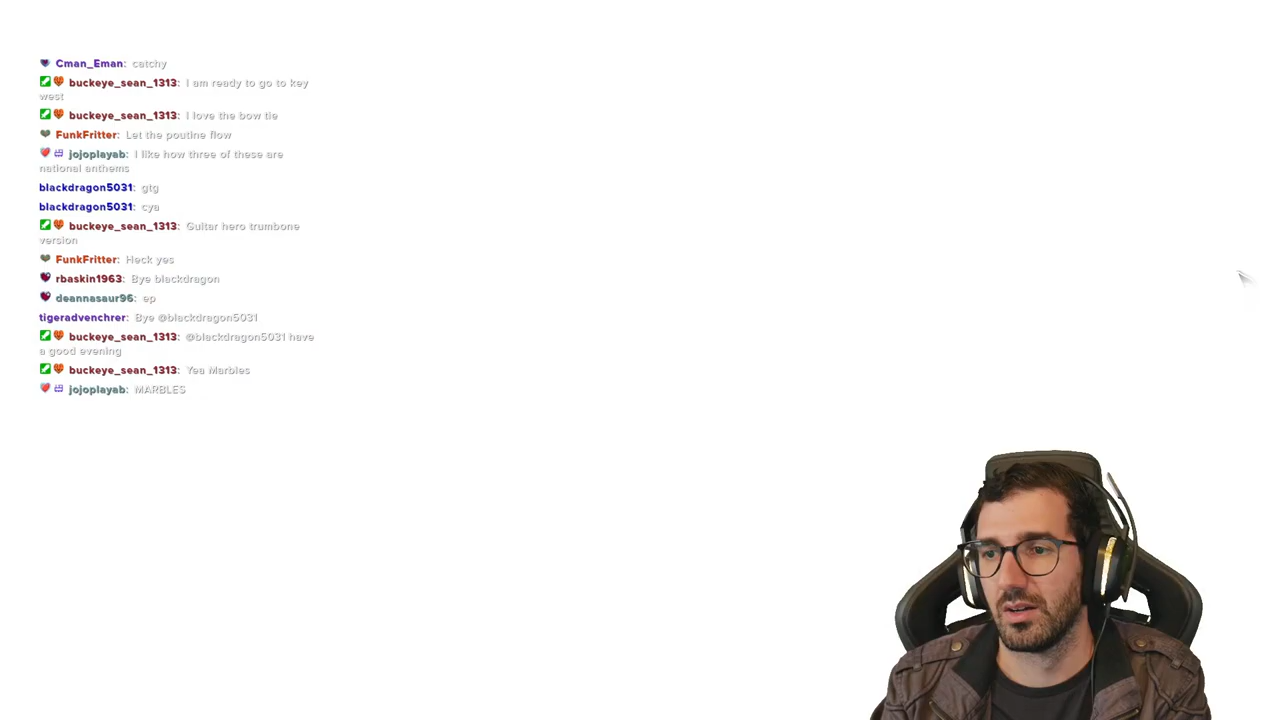 Cman_Eman: catchy
buckeye_sean_1313: I am ready to go to key
west
buckeye_sean_1313: I love the bow tie
FunkFritter: Let the poutine flow
jojoplayab: I like how three of these are
national anthems
blackdragon5031: gtg
blackdragon5031: cya
buckeye_sean_1313: Guitar hero trumbone
version
FunkFritter: Heck yes
rbaskin1963: Bye blackdragon
deannasaur96: ep
tigeradvenchrer: Bye @blackdragon5031
buckeye_sean_1313: @blackdragon5031 have
a good evening
buckeye_sean_1313: Yea Marbles
jojoplayab: MARBLES